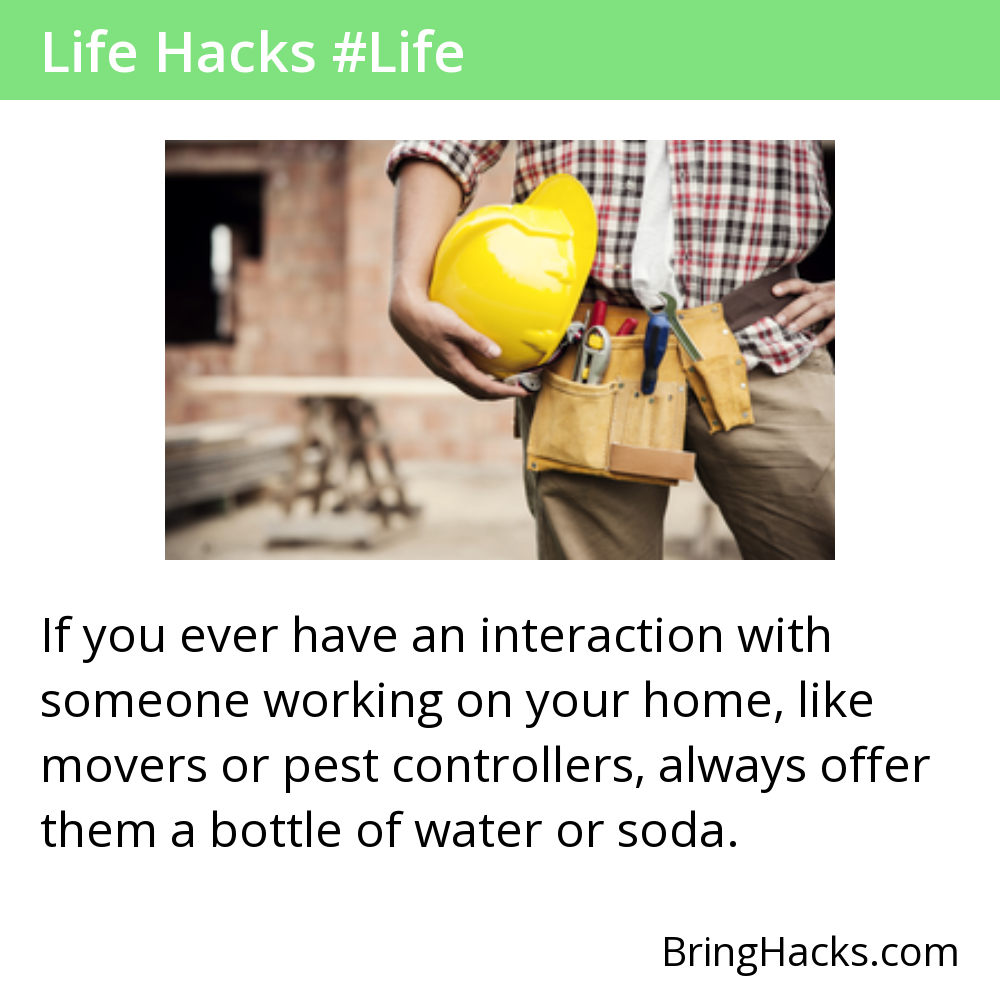 Life Hacks #Life
If you ever have an interaction with
someone working on your home, like
movers or pest controllers, always offer
them a bottle of water or soda.
BringHacks.com